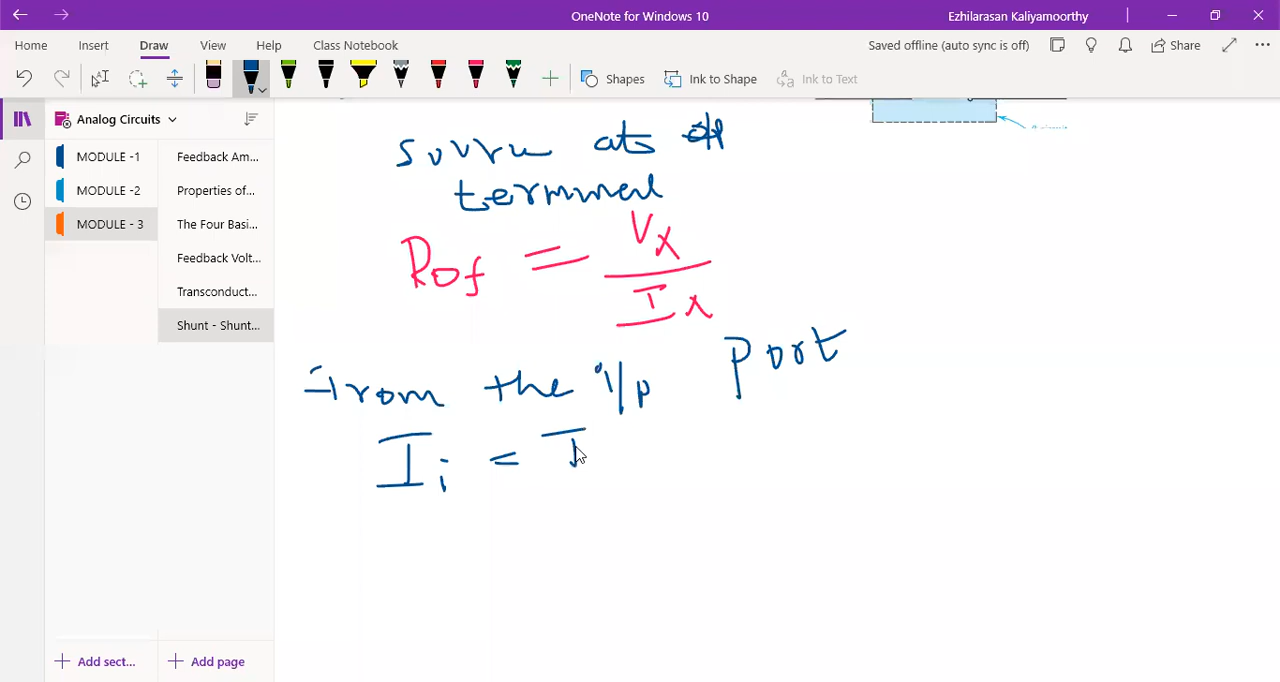 OneNote for Windows 10
Ezhilarasan Kaliyamoorthy
Home Insert Draw View Help Class Notebook
Saved offline (auto sync is off)
Share
Shapes
Ink to Shape
Ink to Text
Analog Circuits
MODULE -1
MODULE -2
MODULE - 3
Feedback Am...
Properties of...
The Four Basi...
Feedback Volt...
Transconduct...
Shunt - Shunt...
at
terminal
Rof = Vx
Ix
From the i/p Port
Ii = I
Add sect...
Add page